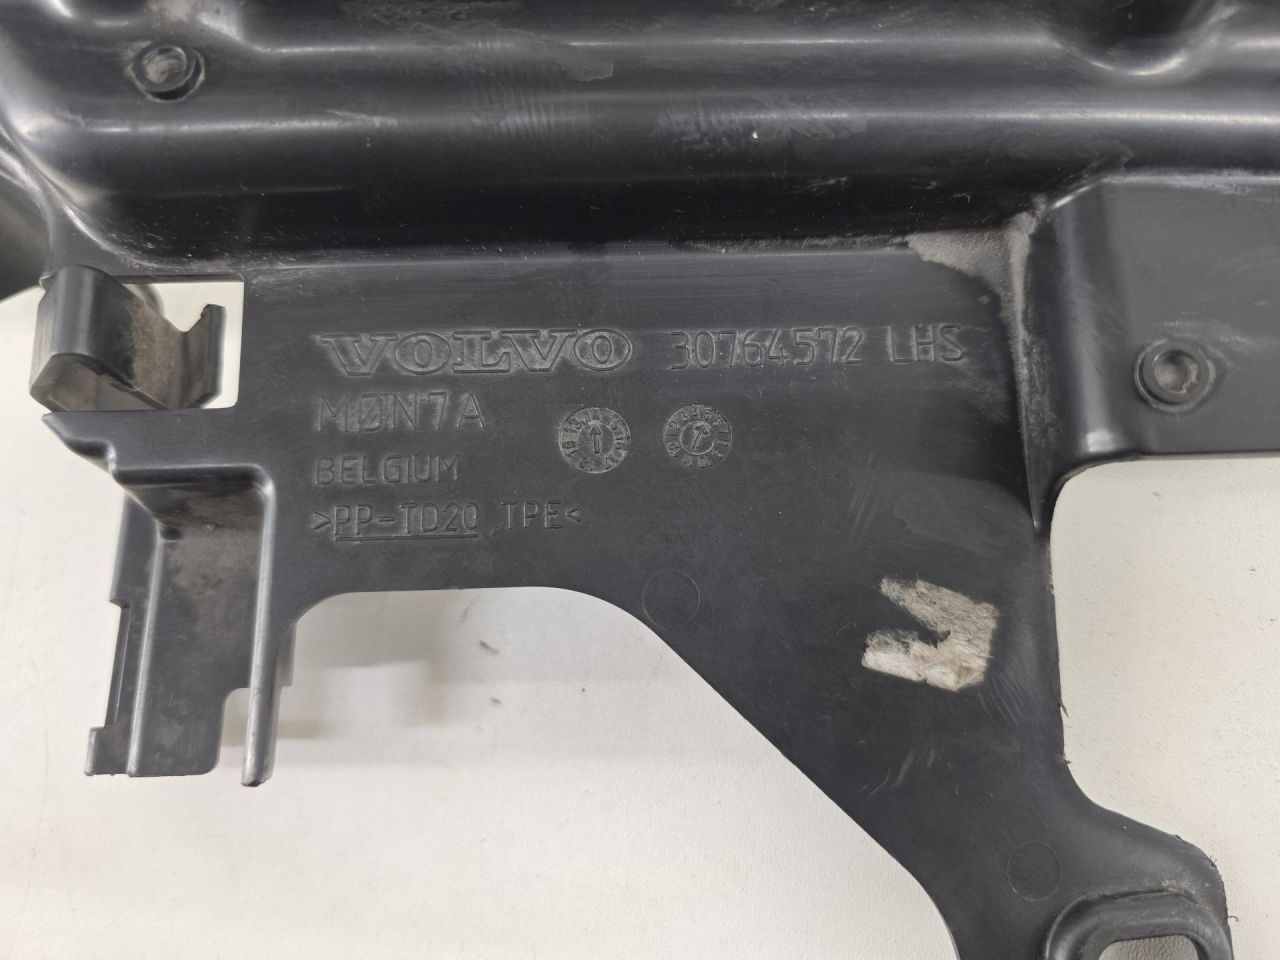 VOLVO 30764572 LHS
MØN7A
BELGIUM
>PP-TD20 TPE<